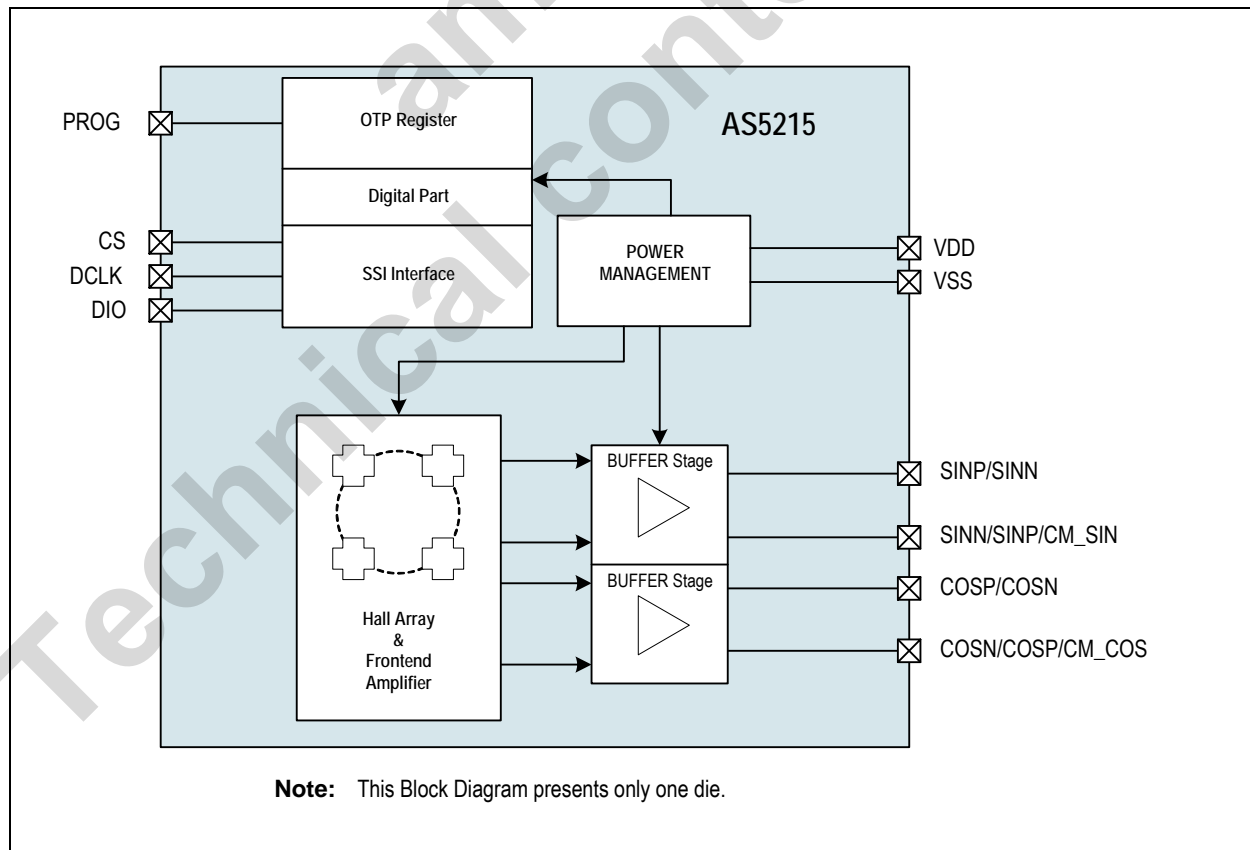 Technical content
am
AS5215
PROG
OTP Register
Digital Part
CS
DCLK
DIO
SSI Interface
POWER
MANAGEMENT
VDD
VSS
BUFFER Stage
BUFFER Stage
Hall Array
&
Frontend
Amplifier
SINP/SINN
SINN/SINP/CM_SIN
COSP/COSN
COSN/COSP/CM_COS
Note: This Block Diagram presents only one die.